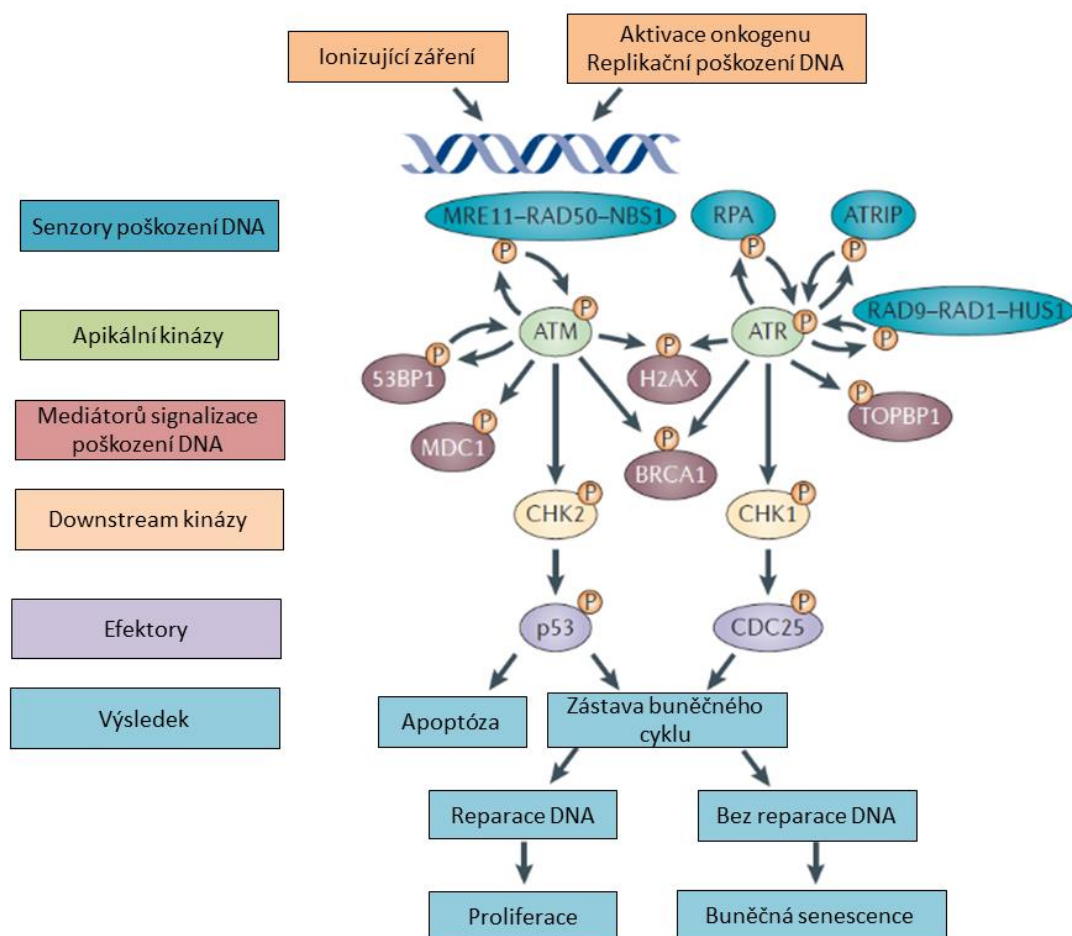 Ionizující záření
Aktivace onkogenu
Replikační poškození DNA
Senzory poškození DNA
MRE11–RAD50–NBS1
P
RPA
P
ATRIP
P
Apikální kinázy
ATM
P
ATR
P
RAD9–RAD1–HUS1
P
53BP1
P
H2AX
P
Mediátorů signalizace
poškození DNA
MDC1
P
BRCA1
P
TOPBP1
P
Downstream kinázy
CHK2
P
CHK1
P
Efektory
p53
P
CDC25
P
Výsledek
Apoptóza
Zástava buněčného
cyklu
Reparace DNA
Bez reparace DNA
Proliferace
Buněčná senescence